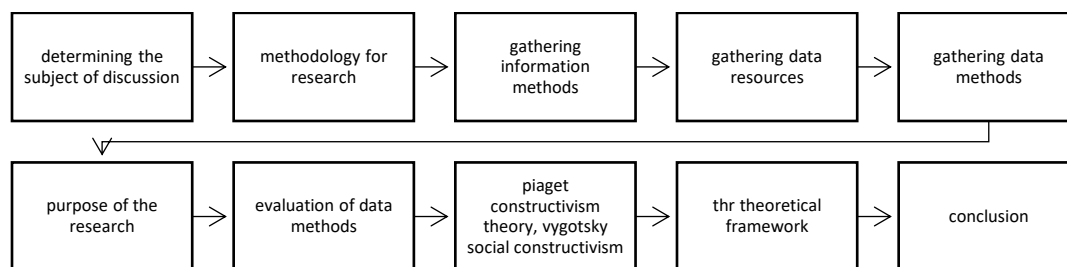 determining the
subject of discussion
methodology for
research
gathering
information
methods
gathering data
resources
gathering data
methods
purpose of the
research
evaluation of data
methods
piaget
constructivism
theory, vygotsky
social constructivism
thr theoretical
framework
conclusion